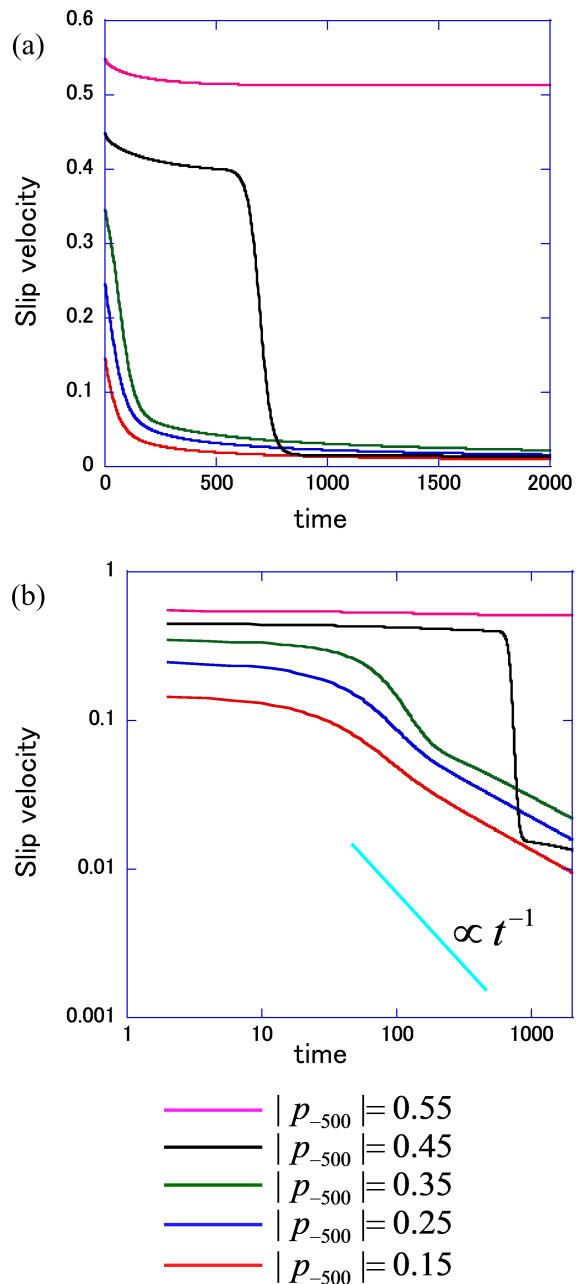 (a)
0.6
0.5
0.4
0.3
0.2
0.1
0
Slip velocity
0 500 1000 1500 2000
time
(b)
1
0.1
0.01
0.001
Slip velocity
∝ t⁻¹
1 10 100 1000
time
| p₋₅₀₀ |= 0.55
| p₋₅₀₀ |= 0.45
| p₋₅₀₀ |= 0.35
| p₋₅₀₀ |= 0.25
| p₋₅₀₀ |= 0.15